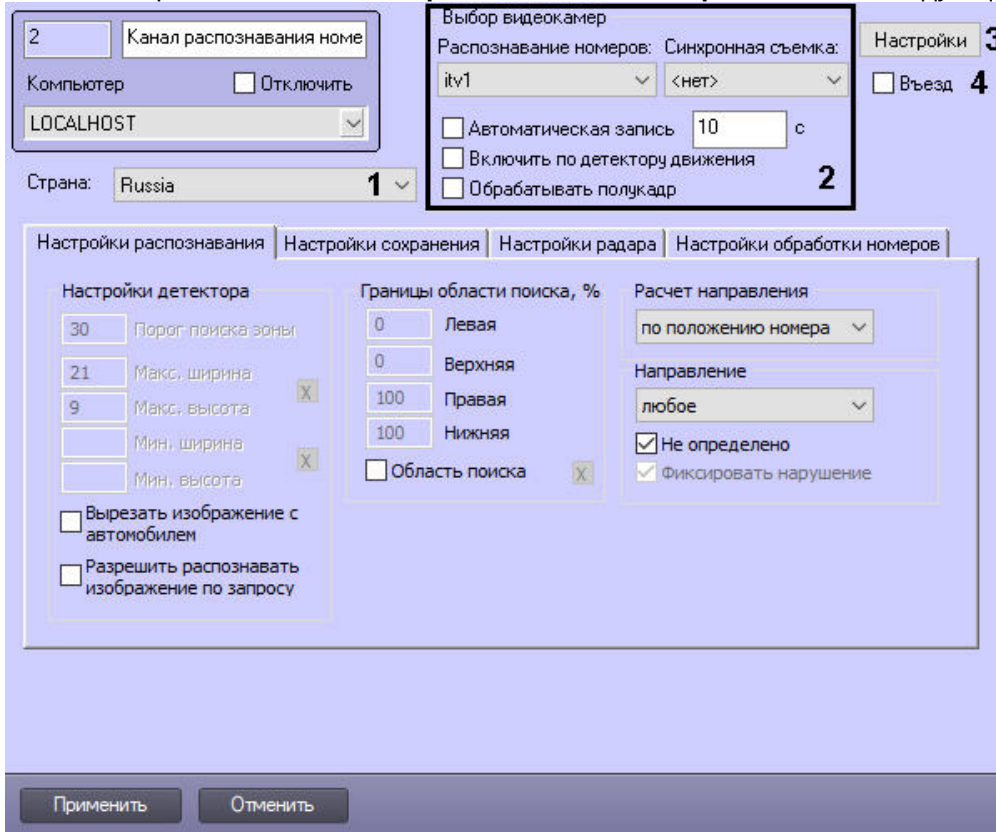 2 Канал распознавания номе
Компьютер Отключить
LOCALHOST
Страна: Russia 1
Выбор видеокамер
Распознавание номеров: Синхронная съемка:
itv1 <нет>
Автоматическая запись 10 с
Включить по детектору движения
Обрабатывать полукадр 2
Настройки 3
Въезд 4
Настройки распознавания Настройки сохранения Настройки радара Настройки обработки номеров
Настройки детектора
30 Порог поиска зоны
21 Макс. ширина
X
9 Макс. высота
Мин. ширина
X
Мин. высота
Вырезать изображение с
автомобилем
Разрешить распознавать
изображение по запросу
Границы области поиска, %
0 Левая
0 Верхняя
100 Правая
100 Нижняя
Область поиска X
Расчет направления
по положению номера
Направление
любое
Не определено
Фиксировать нарушение
Применить Отменить